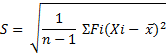 S = √(1/(n − 1) ΣFi(Xi − x̄)²)